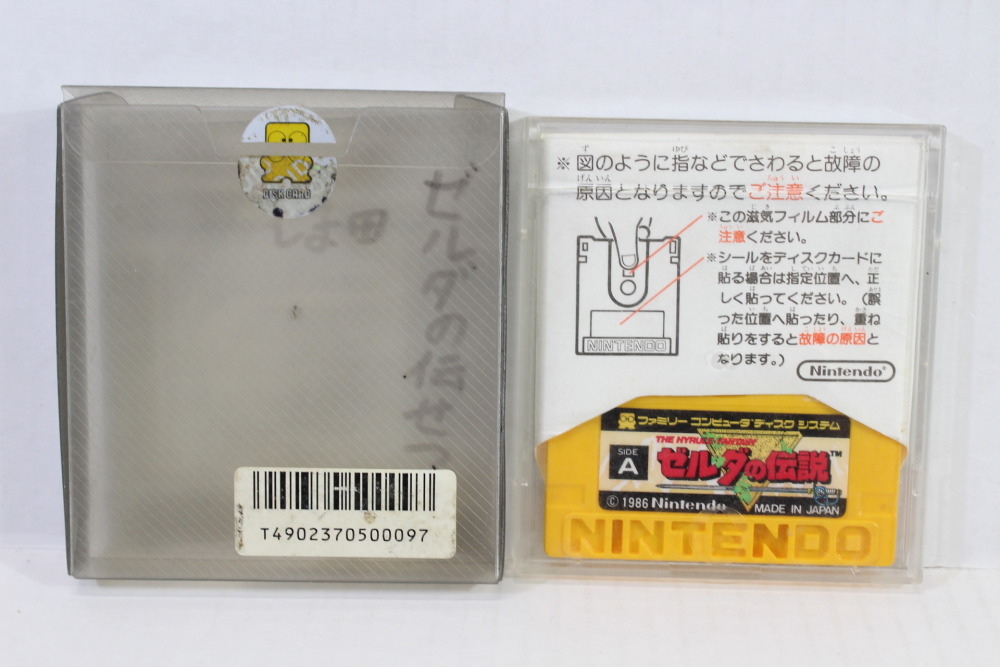 DISK CARD
ゼルダの伝せ
T4902370500097
※図のように指などでさわると故障の
原因となりますのでご注意ください。
※この磁気フィルム部分にご
注意ください。
※シールをディスクカードに
貼る場合は指定位置へ、正
しく貼ってください。(誤
った位置へ貼ったり、重ね
貼りをすると故障の原因と
なります。)
NINTENDO
Nintendo®
ファミリー コンピュータ ディスク システム
THE HYRULE FANTASY
SIDE A
ゼルダの伝説™
© 1986 Nintendo
MADE IN JAPAN
NINTENDO